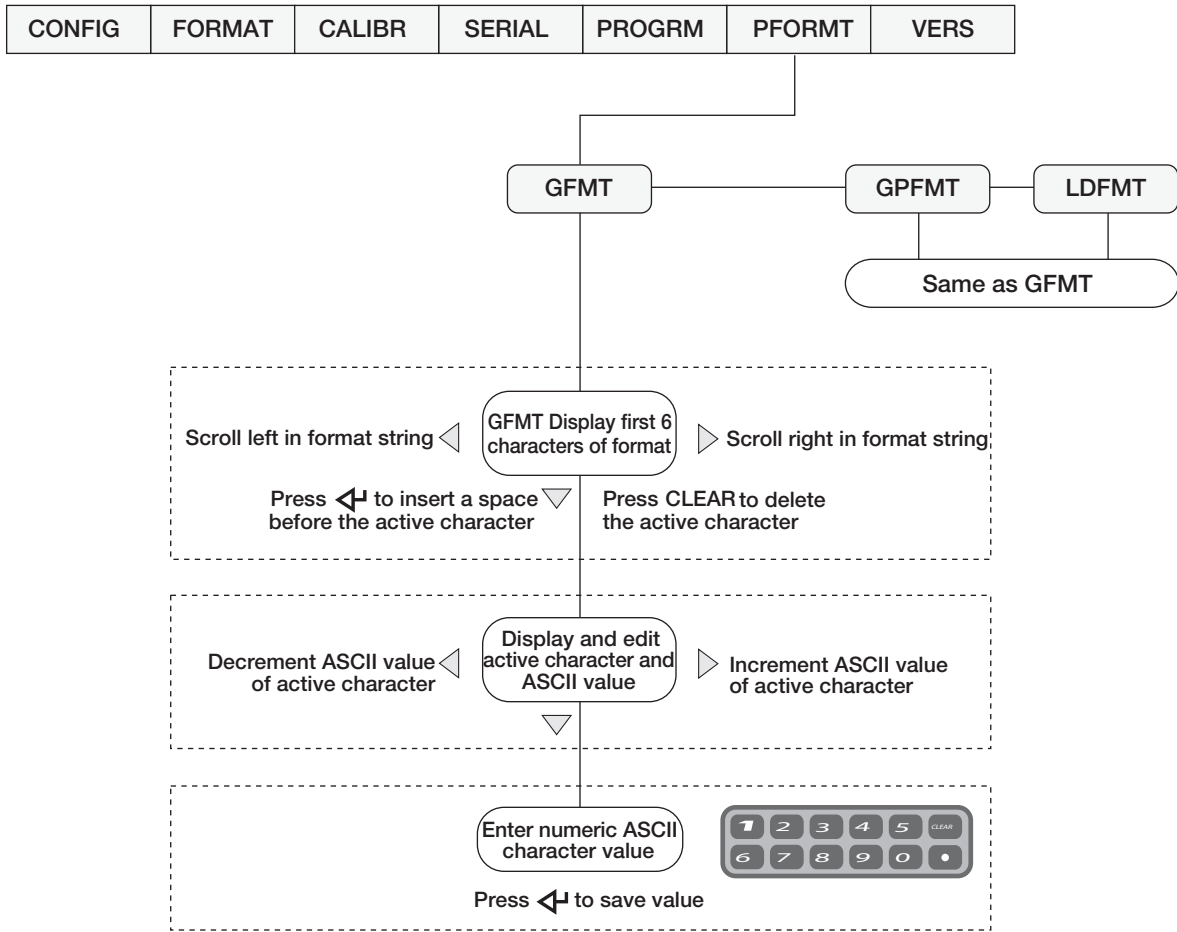 CONFIG FORMAT CALIBR SERIAL PROGRM PFORMT VERS
GFMT GPFMT LDFMT
Same as GFMT
Scroll left in format string
GFMT Display first 6
characters of format
Scroll right in format string
Press to insert a space
before the active character
Press CLEAR to delete
the active character
Decrement ASCII value
of active character
Display and edit
active character and
ASCII value
Increment ASCII value
of active character
Enter numeric ASCII
character value
1 2 3 4 5 CLEAR
6 7 8 9 0 •
Press to save value